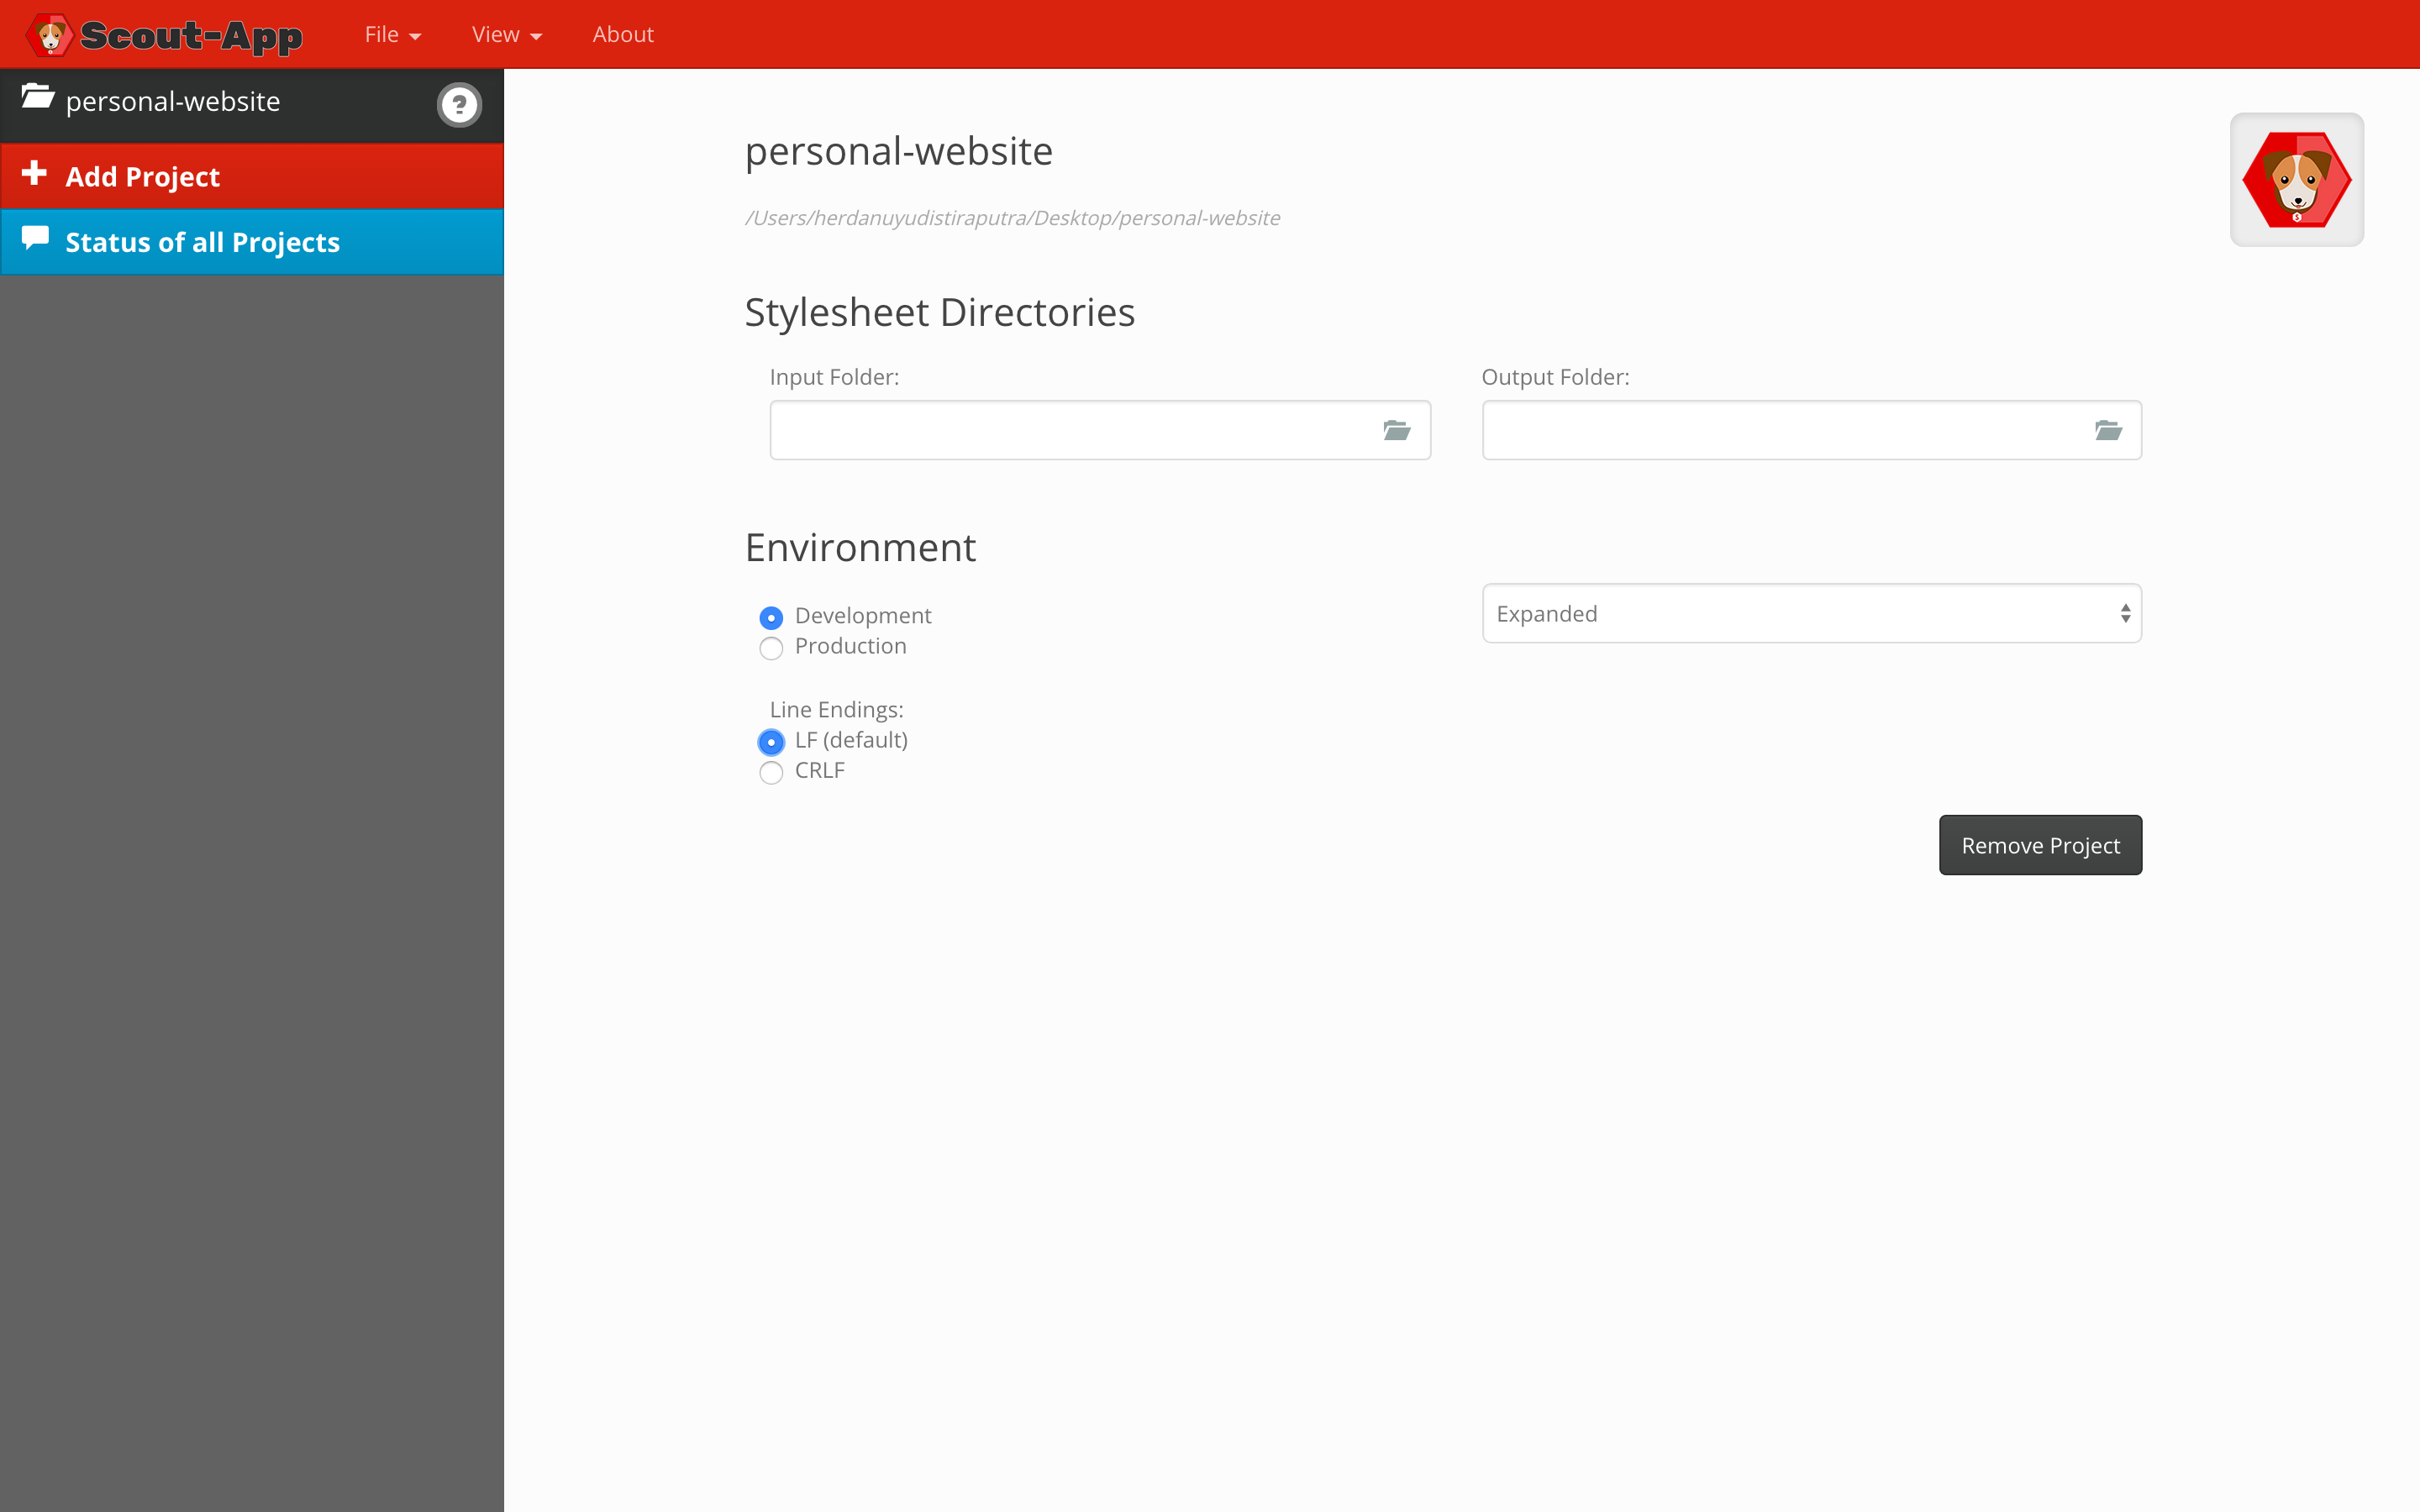 Scout-App File View About
personal-website ?
Add Project
Status of all Projects
personal-website
/Users/herdanuyudistiraputra/Desktop/personal-website
Stylesheet Directories
Input Folder: Output Folder:
Environment
Expanded
Development
Production
Line Endings:
LF (default)
CRLF
Remove Project